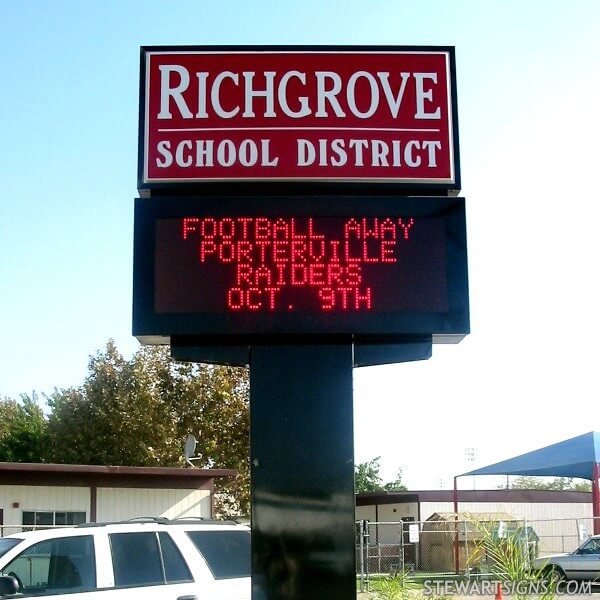 RICHGROVE
SCHOOL DISTRICT
FOOTBALL AWAY
PORTERVILLE
RAIDERS
OCT. 9TH
STEWARTSIGNS.COM